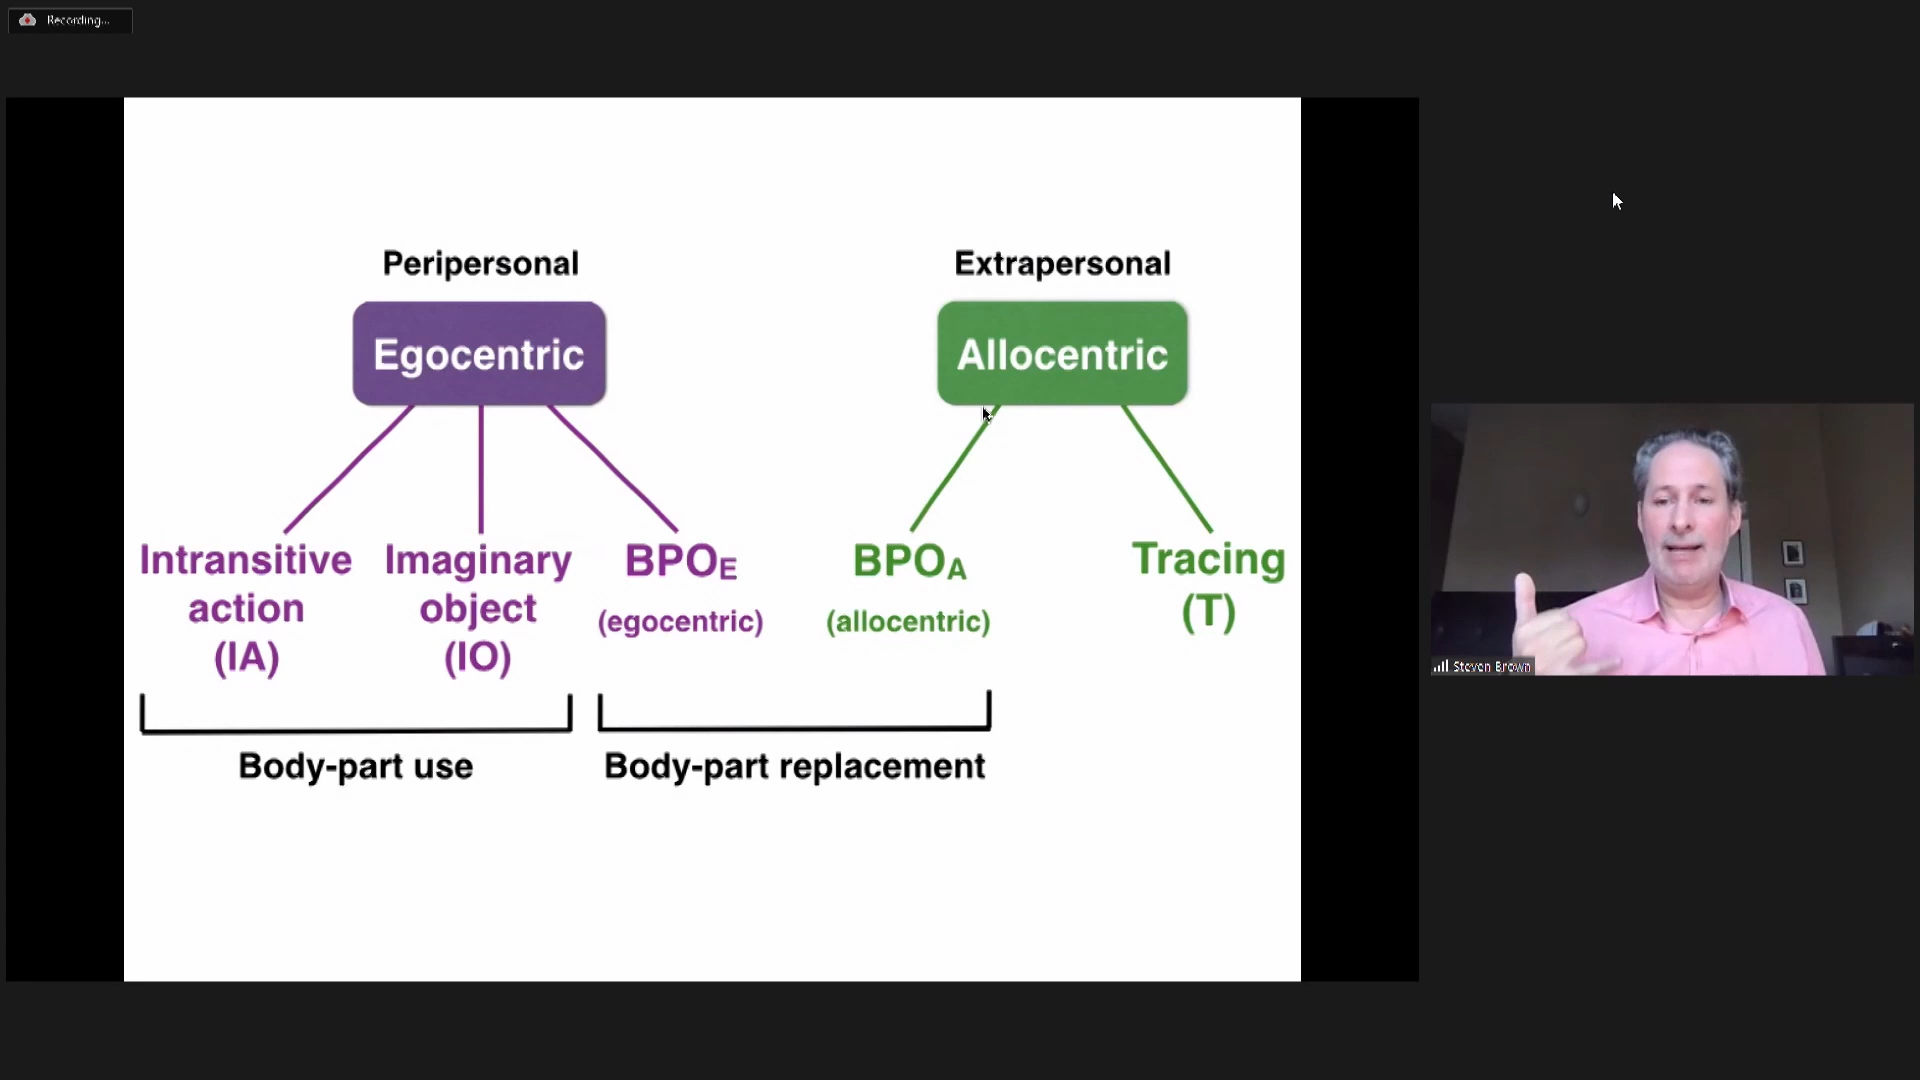 Recording...
Peripersonal
Extrapersonal
Egocentric
Allocentric
Intransitive
action
(IA)
Imaginary
object
(IO)
BPOE
(egocentric)
BPOA
(allocentric)
Tracing
(T)
Body-part use
Body-part replacement
Steven Brown